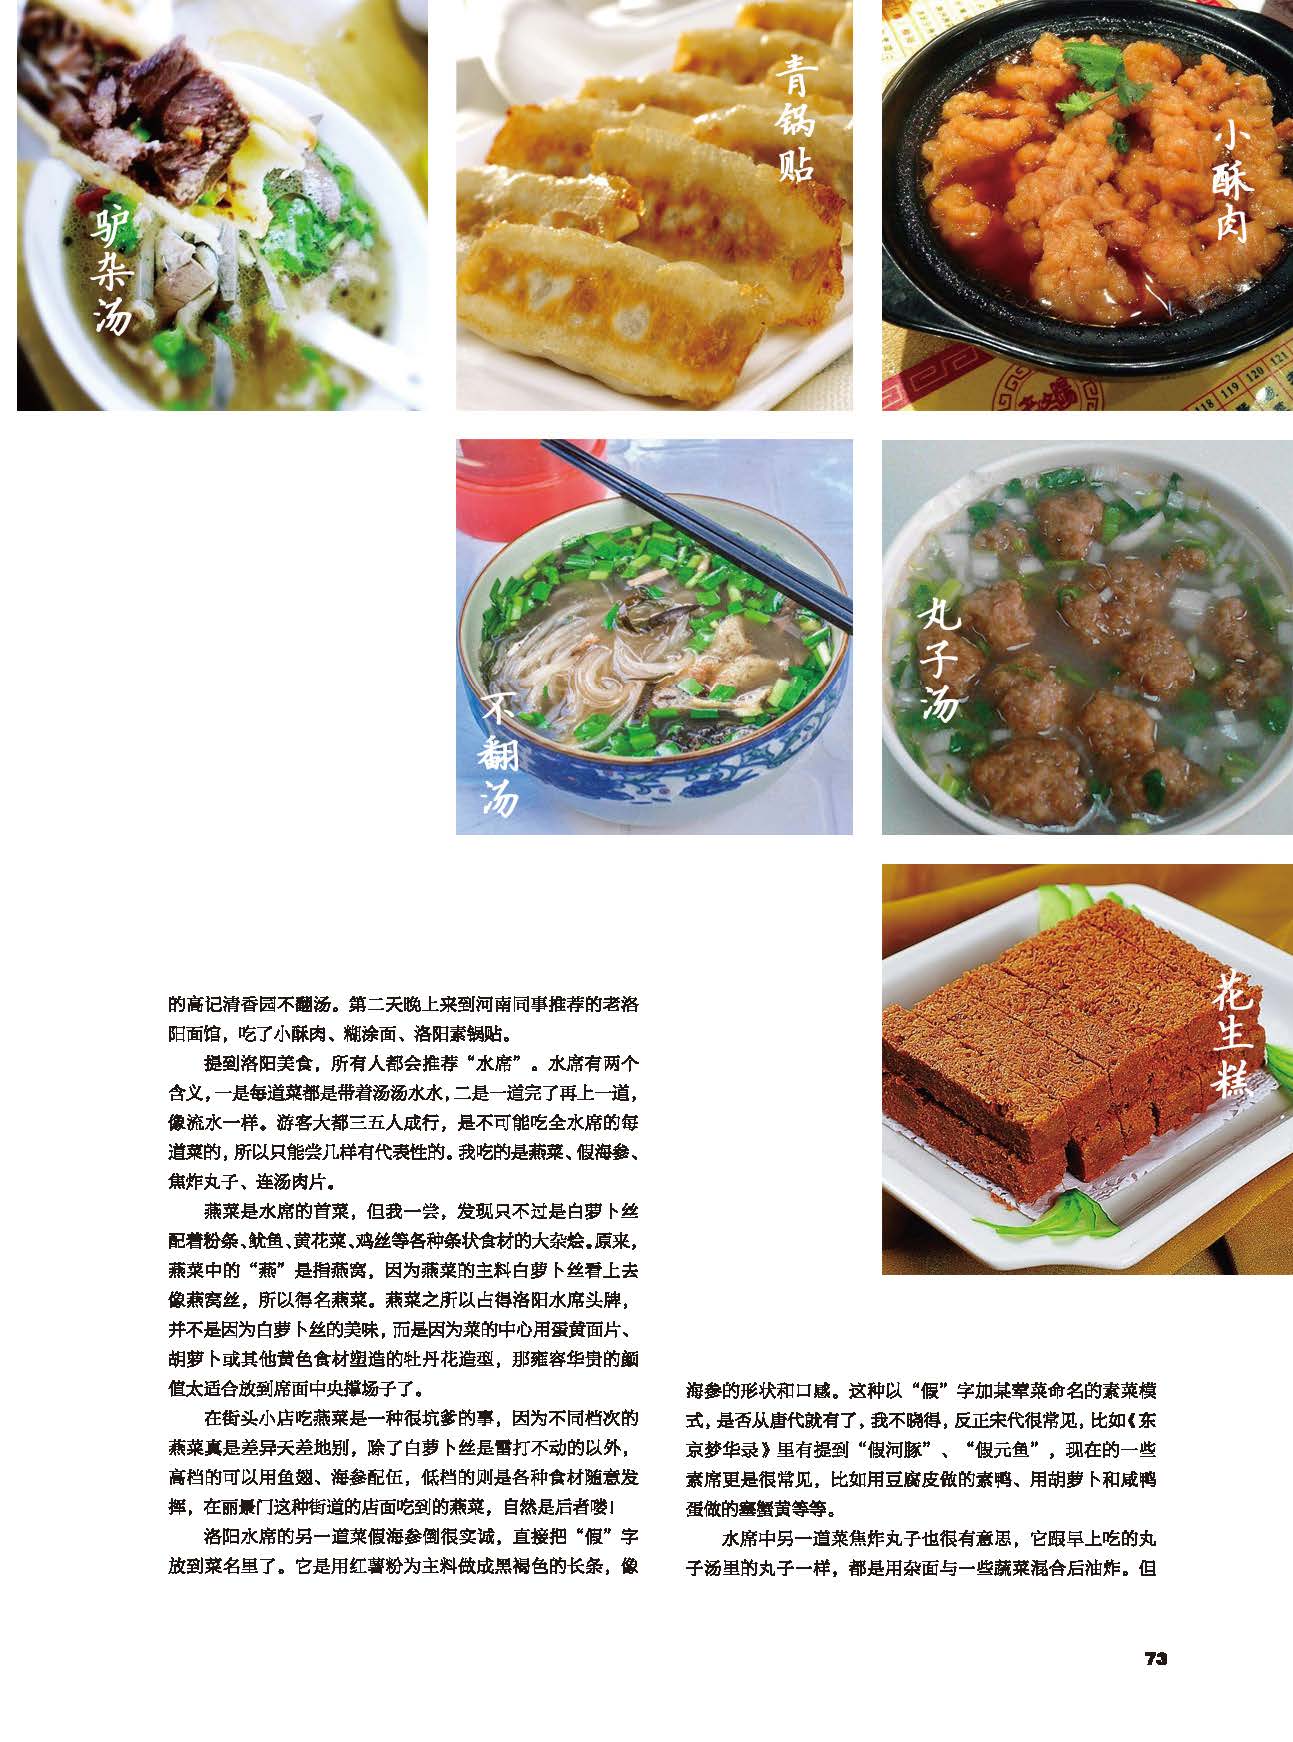 驴杂汤
青锅贴
小酥肉
118 119 120 121
不翻汤
丸子汤
花生糕
的高记清香园不翻汤。第二天晚上来到河南同事推荐的老洛
阳面馆，吃了小酥肉、糊涂面、洛阳素锅贴。
提到洛阳美食，所有人都会推荐“水席”。水席有两个
含义，一是每道菜都是带着汤汤水水，二是一道完了再上一道，
像流水一样。游客大都三五人成行，是不可能吃全水席的每
道菜的，所以只能尝几样有代表性的。我吃的是燕菜、假海参、
焦炸丸子、连汤肉片。
燕菜是水席的首菜，但我一尝，发现只不过是白萝卜丝
配着粉条、鱿鱼、黄花菜、鸡丝等各种条状食材的大杂烩。原来，
燕菜中的“燕”是指燕窝，因为燕菜的主料白萝卜丝看上去
像燕窝丝，所以得名燕菜。燕菜之所以占得洛阳水席头牌，
并不是因为白萝卜丝的美味，而是因为菜的中心用蛋黄面片、
胡萝卜或其他黄色食材塑造的牡丹花造型，那雍容华贵的颜
值太适合放到席面中央撑场子了。
在街头小店吃燕菜是一种很坑爹的事，因为不同档次的
燕菜真是差异天差地别，除了白萝卜丝是雷打不动的以外，
高档的可以用鱼翅、海参配伍，低档的则是各种食材随意发
挥，在丽景门这种街道的店面吃到的燕菜，自然是后者喽！
洛阳水席的另一道菜假海参倒很实诚，直接把“假”字
放到菜名里了。它是用红薯粉为主料做成黑褐色的长条，像
海参的形状和口感。这种以“假”字加某荤菜命名的素菜模
式，是否从唐代就有了，我不晓得，反正宋代很常见，比如《东
京梦华录》里有提到“假河豚”、“假元鱼”，现在的一些
素席更是很常见，比如用豆腐皮做的素鸭、用胡萝卜和咸鸭
蛋做的塞蟹黄等等。
水席中另一道菜焦炸丸子也很有意思，它跟早上吃的丸
子汤里的丸子一样，都是用杂面与一些蔬菜混合后油炸。但
73